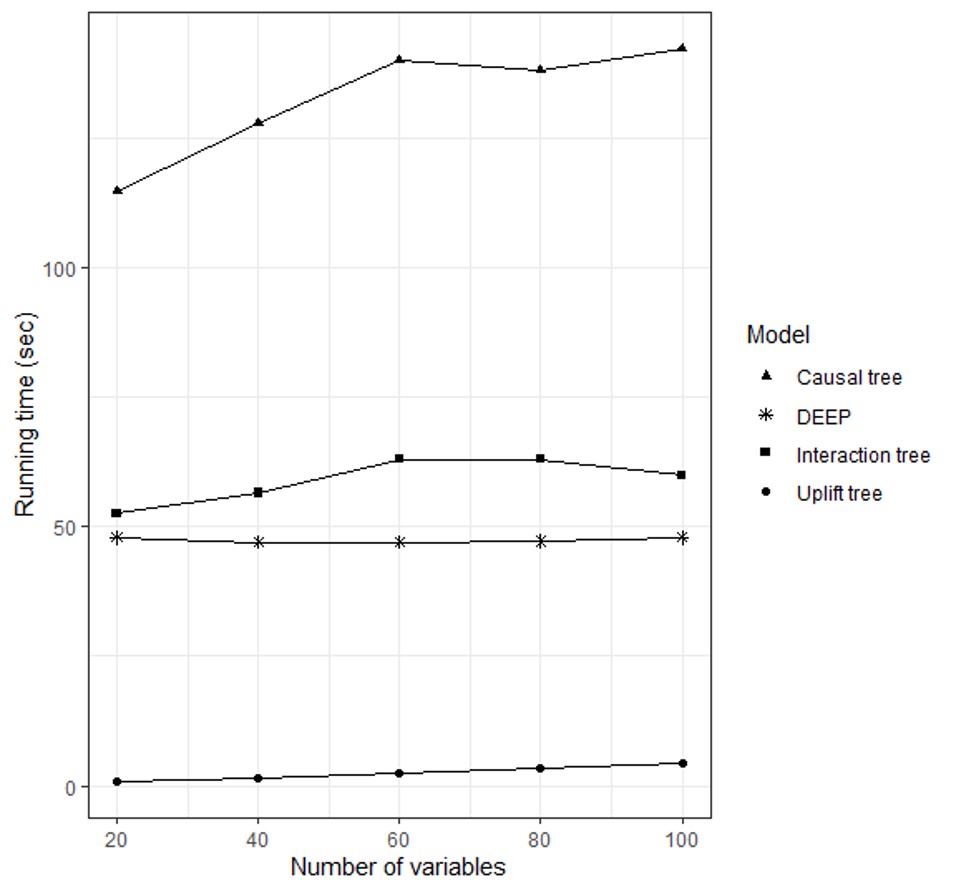 Running time (sec)
100
50
0
20 40 60 80 100
Number of variables
Model
Causal tree
DEEP
Interaction tree
Uplift tree